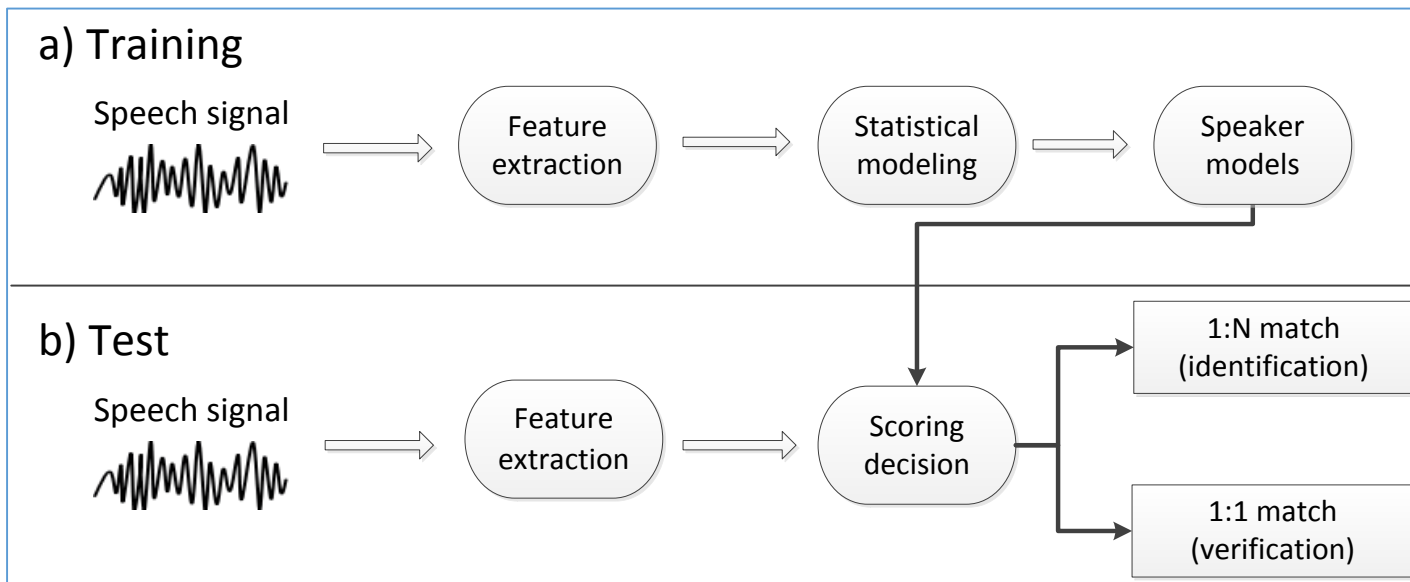 a) Training
Speech signal
Feature
extraction
Statistical
modeling
Speaker
models
b) Test
Speech signal
Feature
extraction
Scoring
decision
1:N match
(identification)
1:1 match
(verification)